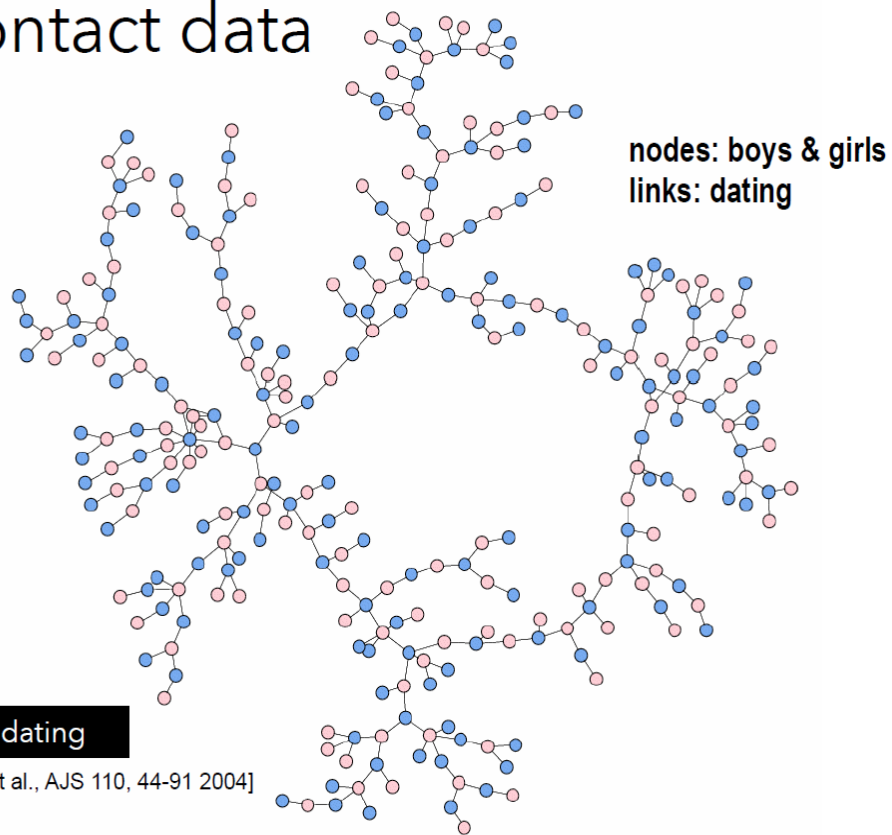 ontact data
nodes: boys & girls
links: dating
dating
t al., AJS 110, 44-91 2004]